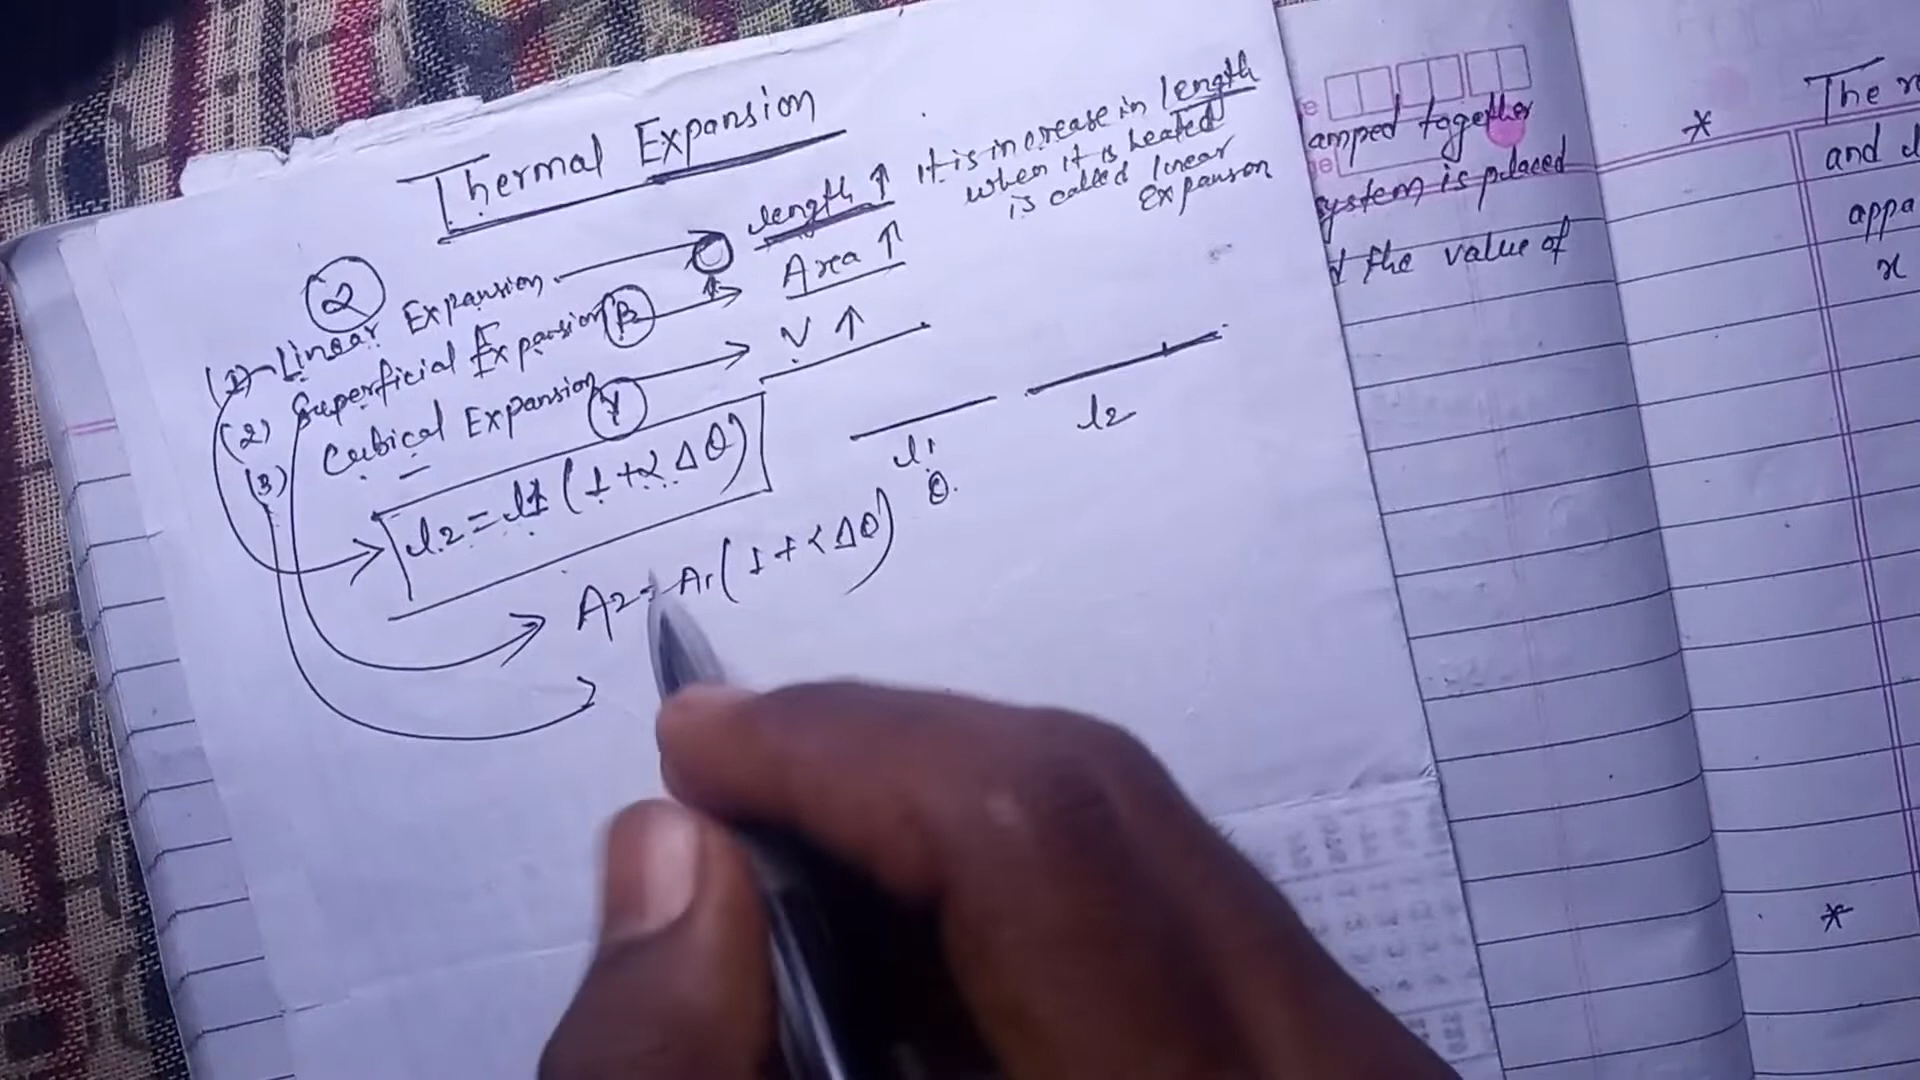 Thermal Expansion
α
(1) Linear Expansion → length ↑
It is increase in length
when it is heated
is called linear
expansion
(2) Superficial Expansion β → Area ↑
(3) Cubical Expansion γ → V ↑
l2 = l1 (1 + α Δθ)
l1
l2
θ
A2 = A1 (1 + α Δθ)
amped together
system is placed
the value of
*
The
and
appa
x
*